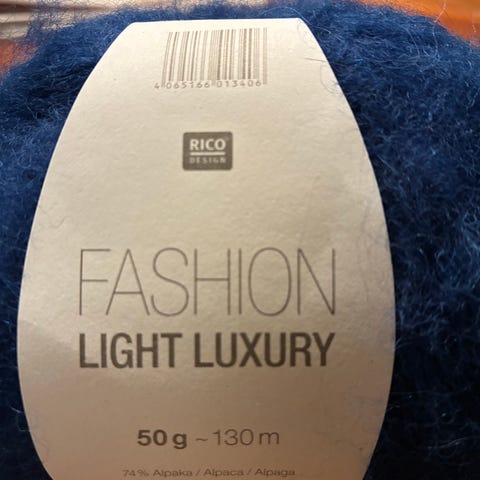 4 065166 013406
RICO
DESIGN
FASHION
LIGHT LUXURY
50 g ~ 130 m
74 % Alpaka / Alpaca / Alpaga